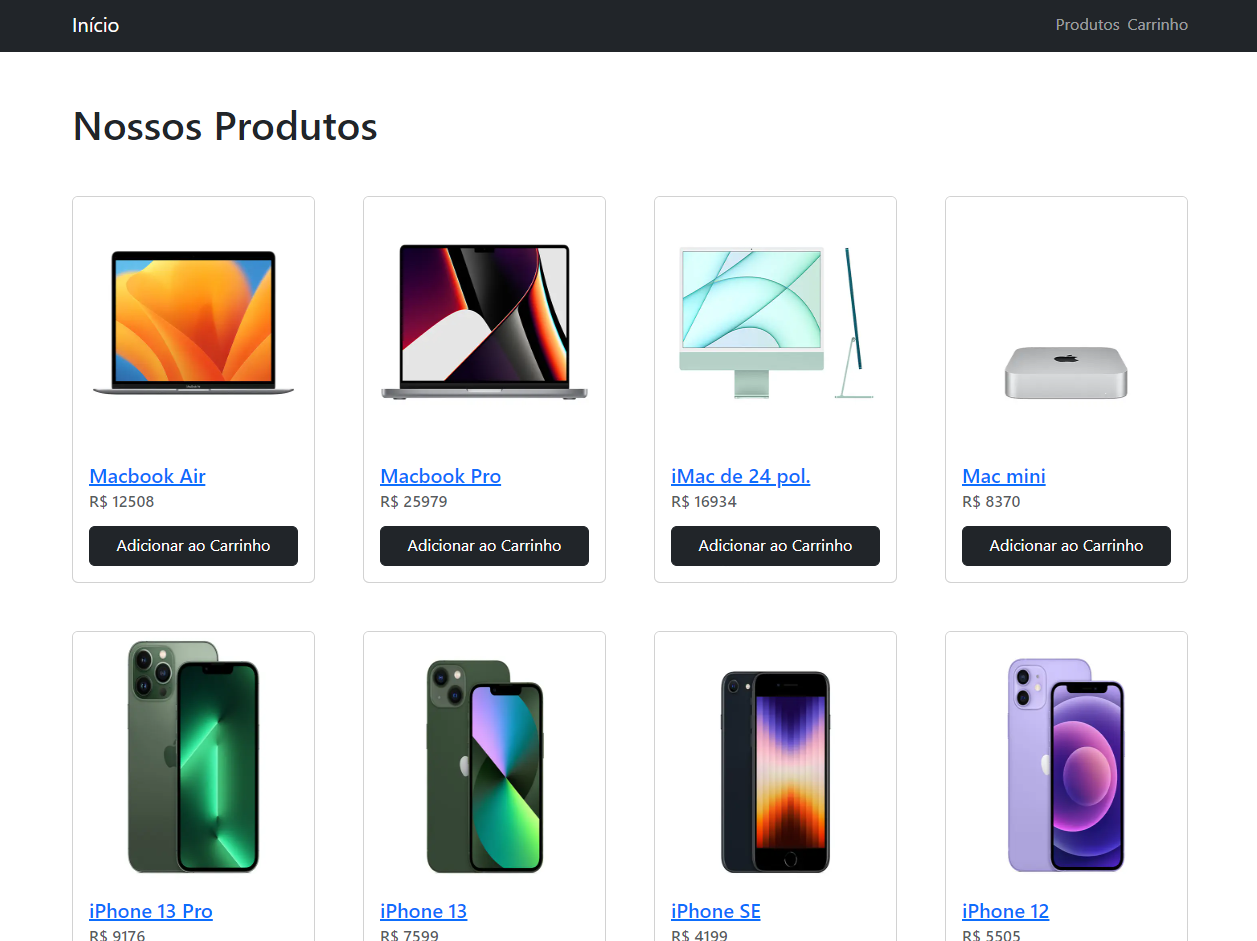 Início
Produtos Carrinho
Nossos Produtos
Macbook Air
R$ 12508
Adicionar ao Carrinho
Macbook Pro
R$ 25979
Adicionar ao Carrinho
iMac de 24 pol.
R$ 16934
Adicionar ao Carrinho
Mac mini
R$ 8370
Adicionar ao Carrinho
iPhone 13 Pro
R$ 9176
iPhone 13
R$ 7599
iPhone SE
R$ 4199
iPhone 12
R$ 5505